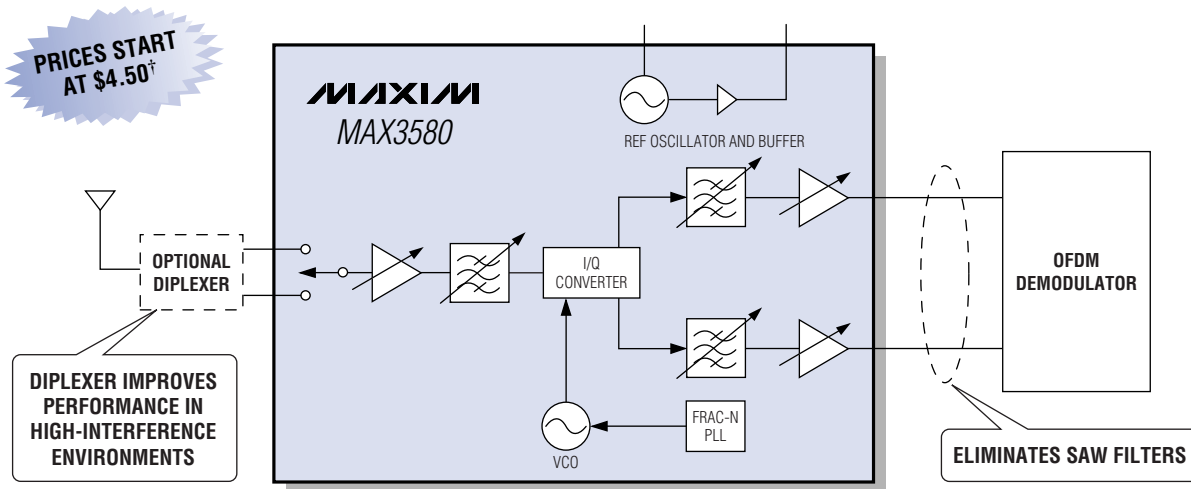 PRICES START
AT $4.50†
MAXIM
MAX3580
REF OSCILLATOR AND BUFFER
OPTIONAL
DIPLEXER
I/Q
CONVERTER
OFDM
DEMODULATOR
DIPLEXER IMPROVES
PERFORMANCE IN
HIGH-INTERFERENCE
ENVIRONMENTS
FRAC-N
PLL
VCO
ELIMINATES SAW FILTERS